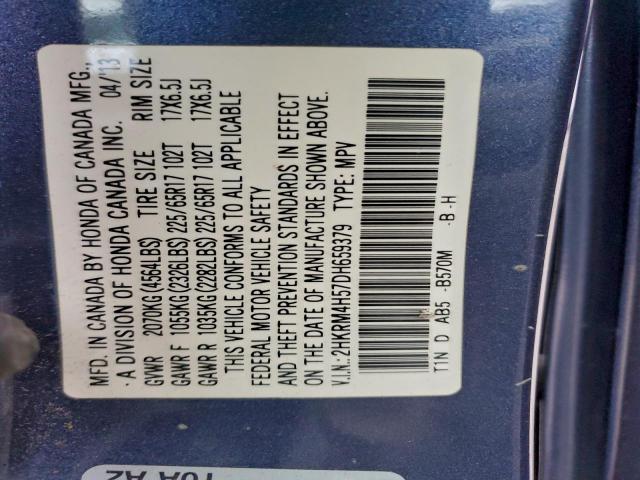 MFD. IN CANADA BY HONDA OF CANADA MFG.,
A DIVISION OF HONDA CANADA INC. 04/'13
GVWR 2070KG(4564LBS) TIRE SIZE RIM SIZE
GAWR F 1055KG(2326LBS) 225/65R17 102T 17X6.5J
GAWR R 1035KG(2282LBS) 225/65R17 102T 17X6.5J
THIS VEHICLE CONFORMS TO ALL APPLICABLE
FEDERAL MOTOR VEHICLE SAFETY
AND THEFT PREVENTION STANDARDS IN EFFECT
ON THE DATE OF MANUFACTURE SHOWN ABOVE.
V.I.N.:2HKRM4H57DH659379 TYPE: MPV
T1N D AB5 -B570M -B -H